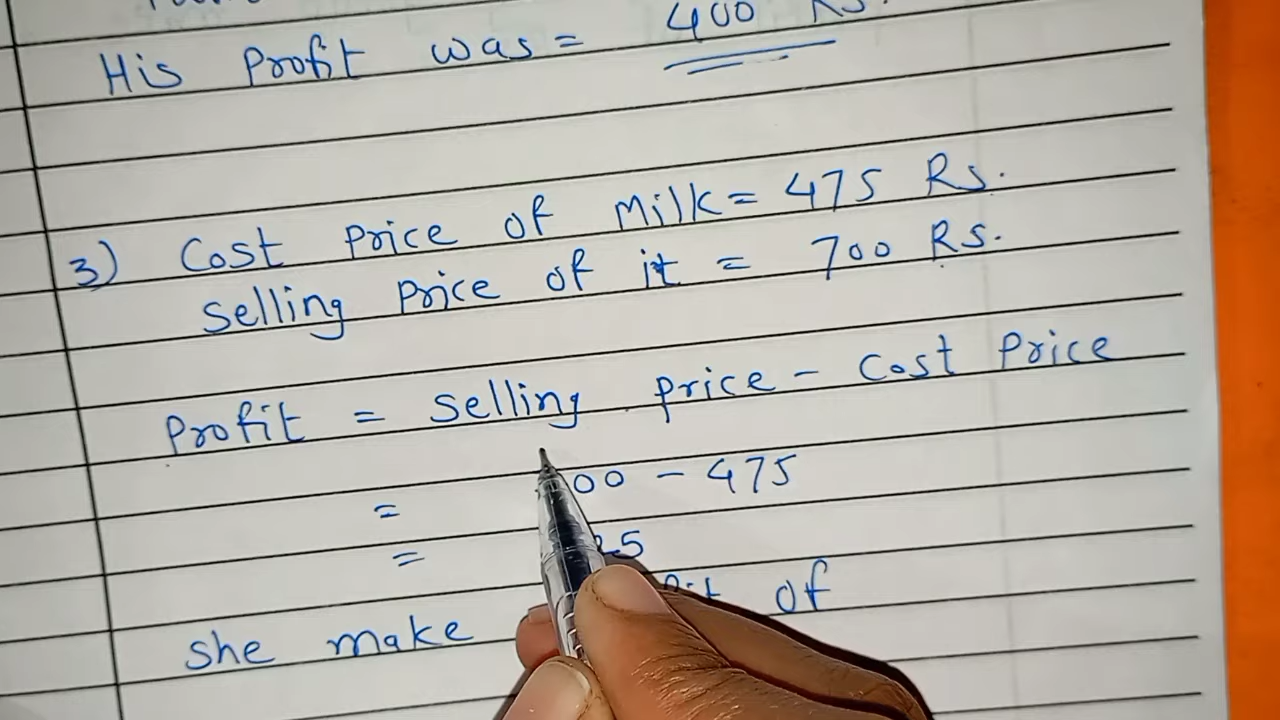 His Profit was = 400 Rs.
3) Cost Price of Milk = 475 Rs.
Selling Price of it = 700 Rs.
Profit = Selling Price - Cost Price
= 00 - 475
= 25
She make of